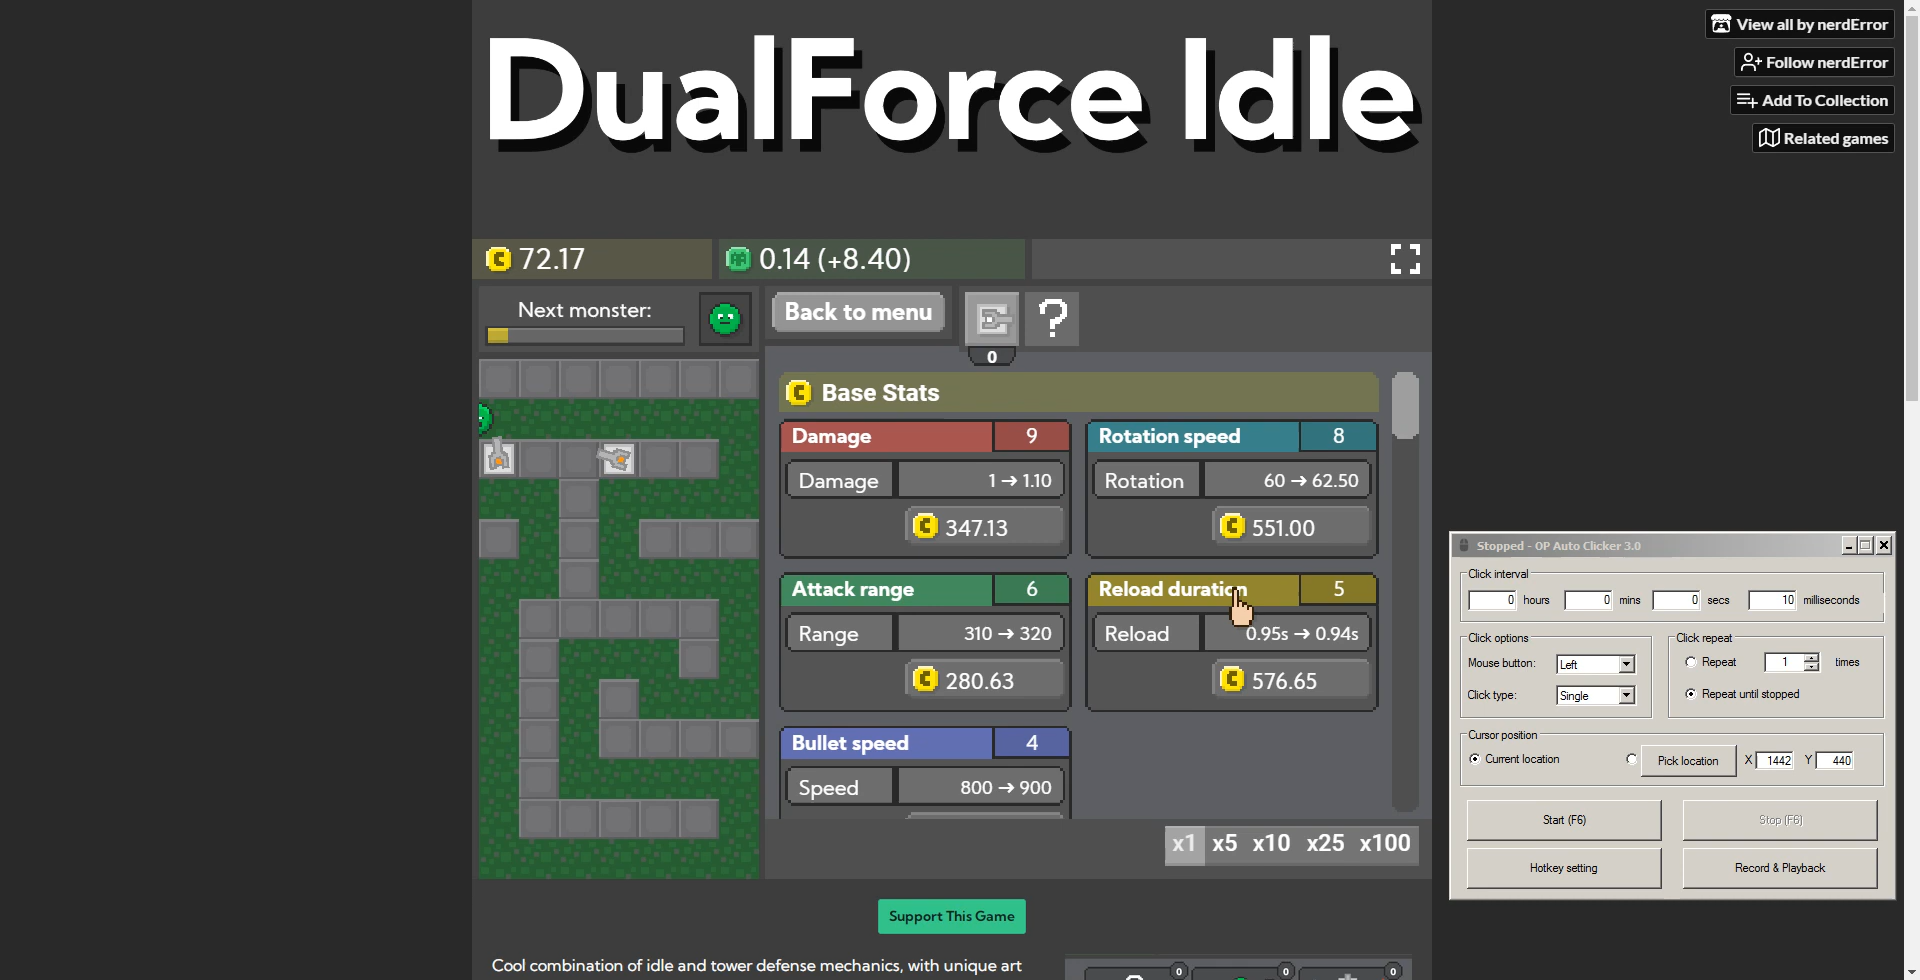 DualForce Idle
View all by nerdError
Follow nerdError
Add To Collection
Related games
72.17
0.14 (+8.40)
Next monster:
Back to menu
?
0
Base Stats
Damage 9
Damage 1 → 1.10
347.13
Rotation speed 8
Rotation 60 → 62.50
551.00
Attack range 6
Range 310 → 320
280.63
Reload duration 5
Reload 0.95s → 0.94s
576.65
Bullet speed 4
Speed 800 → 900
x1 x5 x10 x25 x100
Support This Game
Cool combination of idle and tower defense mechanics, with unique art
0 0 0
Stopped - OP Auto Clicker 3.0
Click interval
0 hours 0 mins 0 secs 10 milliseconds
Click options
Mouse button: Left
Click type: Single
Click repeat
Repeat 1 times
Repeat until stopped
Cursor position
Current location Pick location X 1442 Y 440
Start (F6) Stop (F6)
Hotkey setting Record & Playback